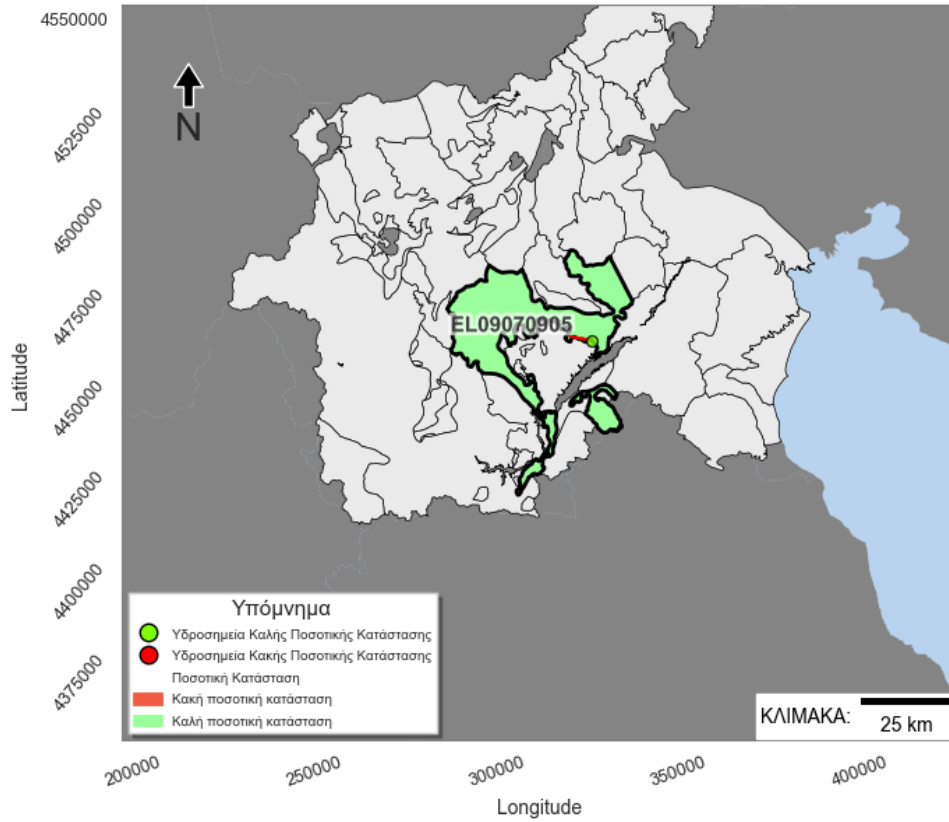 4550000
4525000
4500000
4475000
4450000
4425000
4400000
4375000
Latitude
N
EL09070905
Υπόμνημα
Υδροσημεία Καλής Ποσοτικής Κατάστασης
Υδροσημεία Κακής Ποσοτικής Κατάστασης
Ποσοτική Κατάσταση
Κακή ποσοτική κατάσταση
Καλή ποσοτική κατάσταση
ΚΛΙΜΑΚΑ:
25 km
200000
250000
300000
350000
400000
Longitude